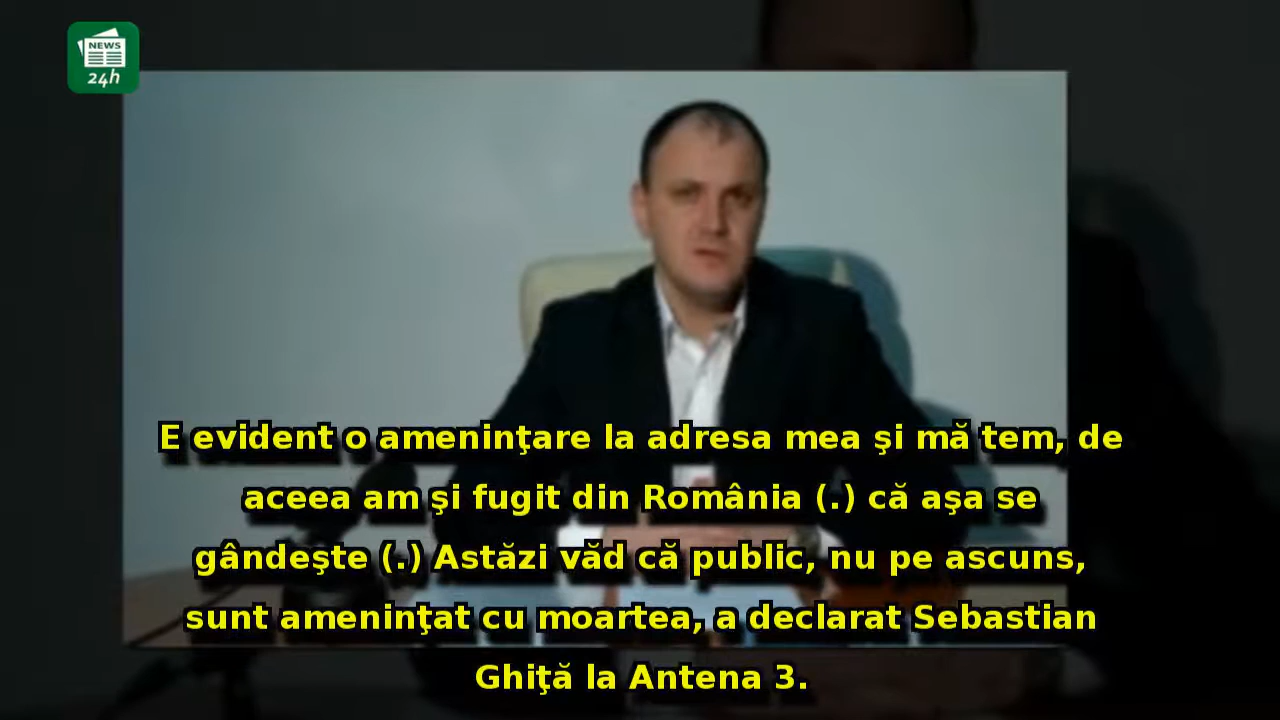 NEWS
24h
E evident o ameninţare la adresa mea şi mă tem, de
aceea am şi fugit din România (.) că aşa se
gândeşte (.) Astăzi văd că public, nu pe ascuns,
sunt ameninţat cu moartea, a declarat Sebastian
Ghiţă la Antena 3.